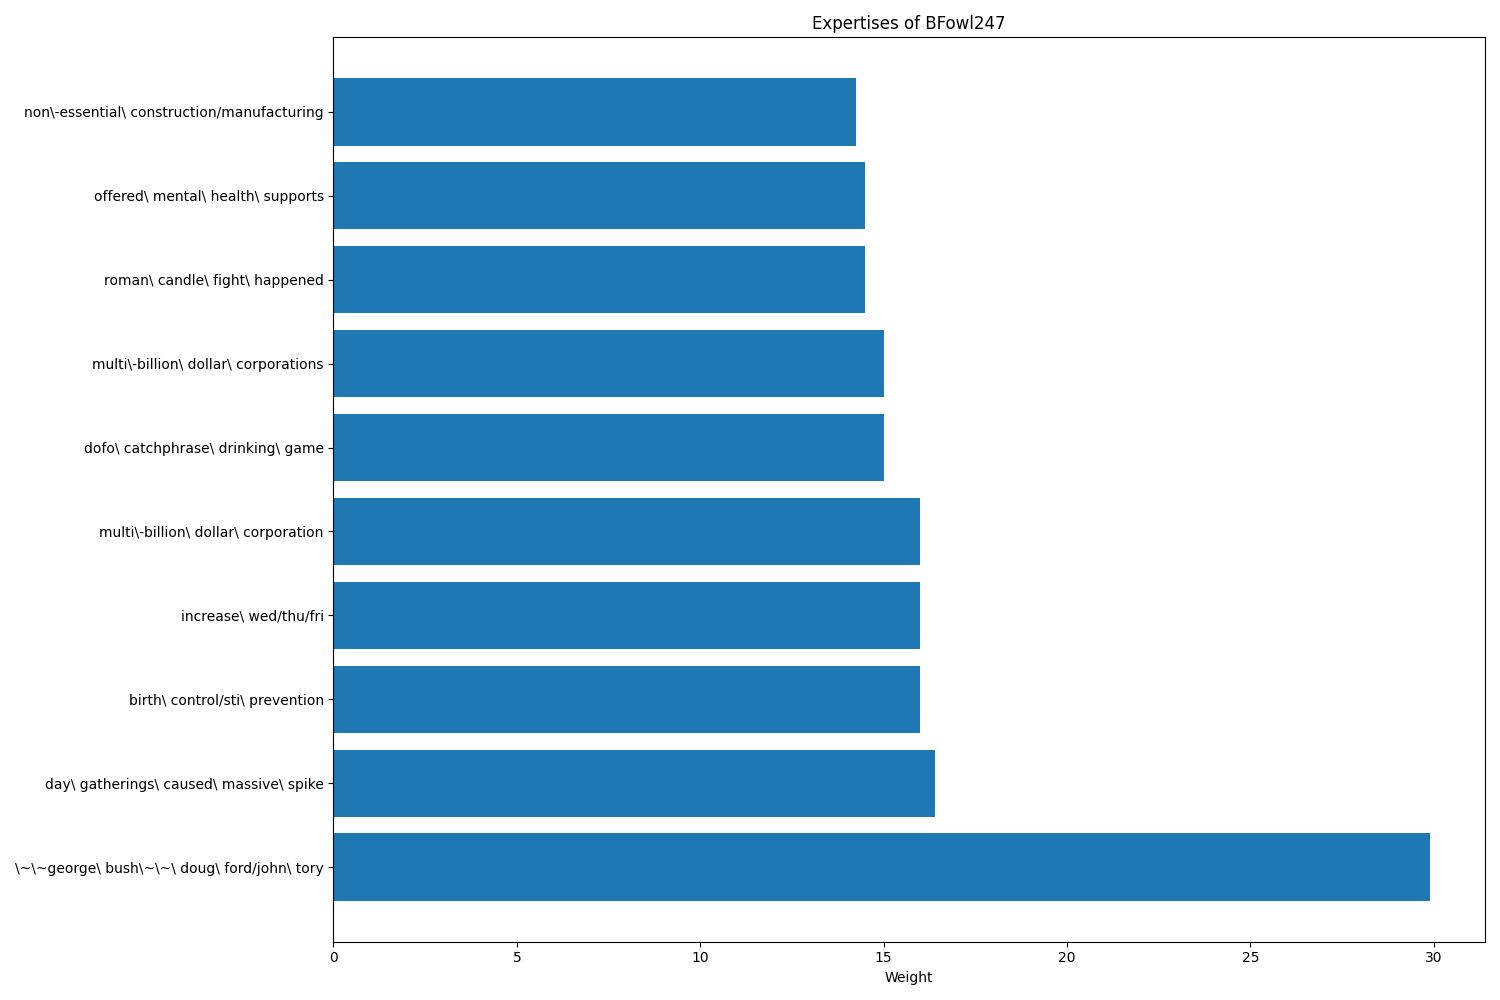 Expertises of BFowl247
non\-essential\ construction/manufacturing
offered\ mental\ health\ supports
roman\ candle\ fight\ happened
multi\-billion\ dollar\ corporations
dofo\ catchphrase\ drinking\ game
multi\-billion\ dollar\ corporation
increase\ wed/thu/fri
birth\ control/sti\ prevention
day\ gatherings\ caused\ massive\ spike
\~\~george\ bush\~\~\ doug\ ford/john\ tory
0 5 10 15 20 25 30
Weight